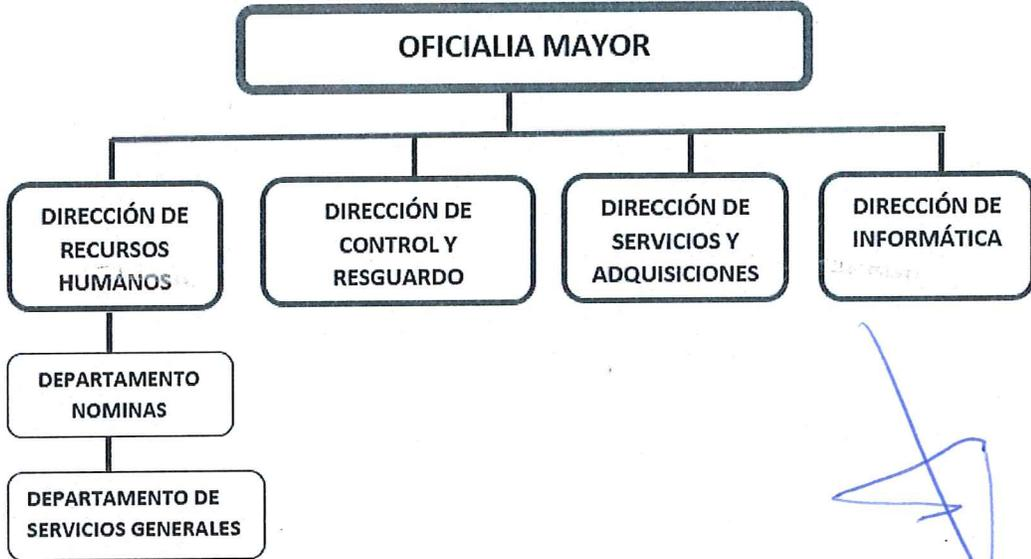 OFICIALIA MAYOR
DIRECCIÓN DE
RECURSOS
HUMANOS
DIRECCIÓN DE
CONTROL Y
RESGUARDO
DIRECCIÓN DE
SERVICIOS Y
ADQUISICIONES
DIRECCIÓN DE
INFORMÁTICA
DEPARTAMENTO
NOMINAS
DEPARTAMENTO DE
SERVICIOS GENERALES